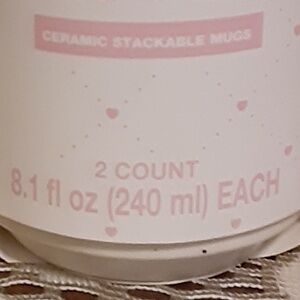 CERAMIC STACKABLE MUGS
2 COUNT
8.1 fl oz (240 ml) EACH